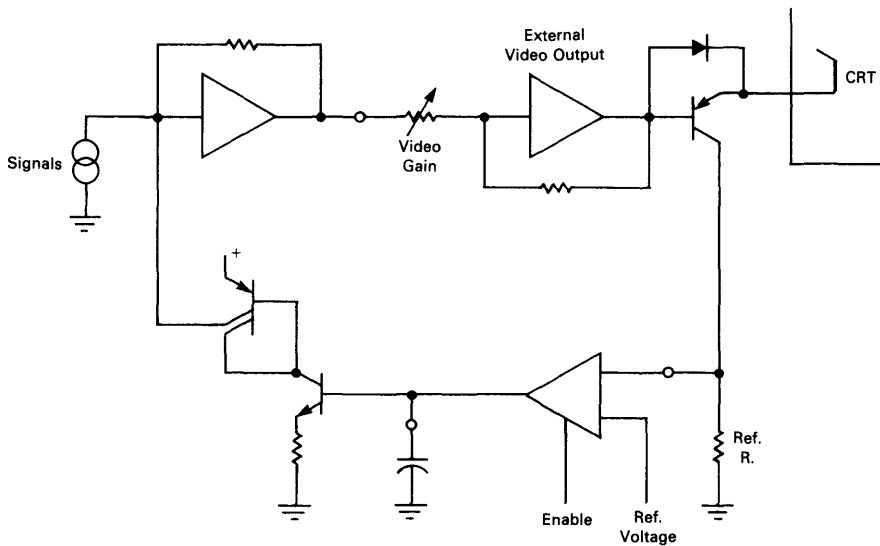 External
Video Output
CRT
Signals
Video
Gain
+
Ref.
R.
Enable
Ref.
Voltage